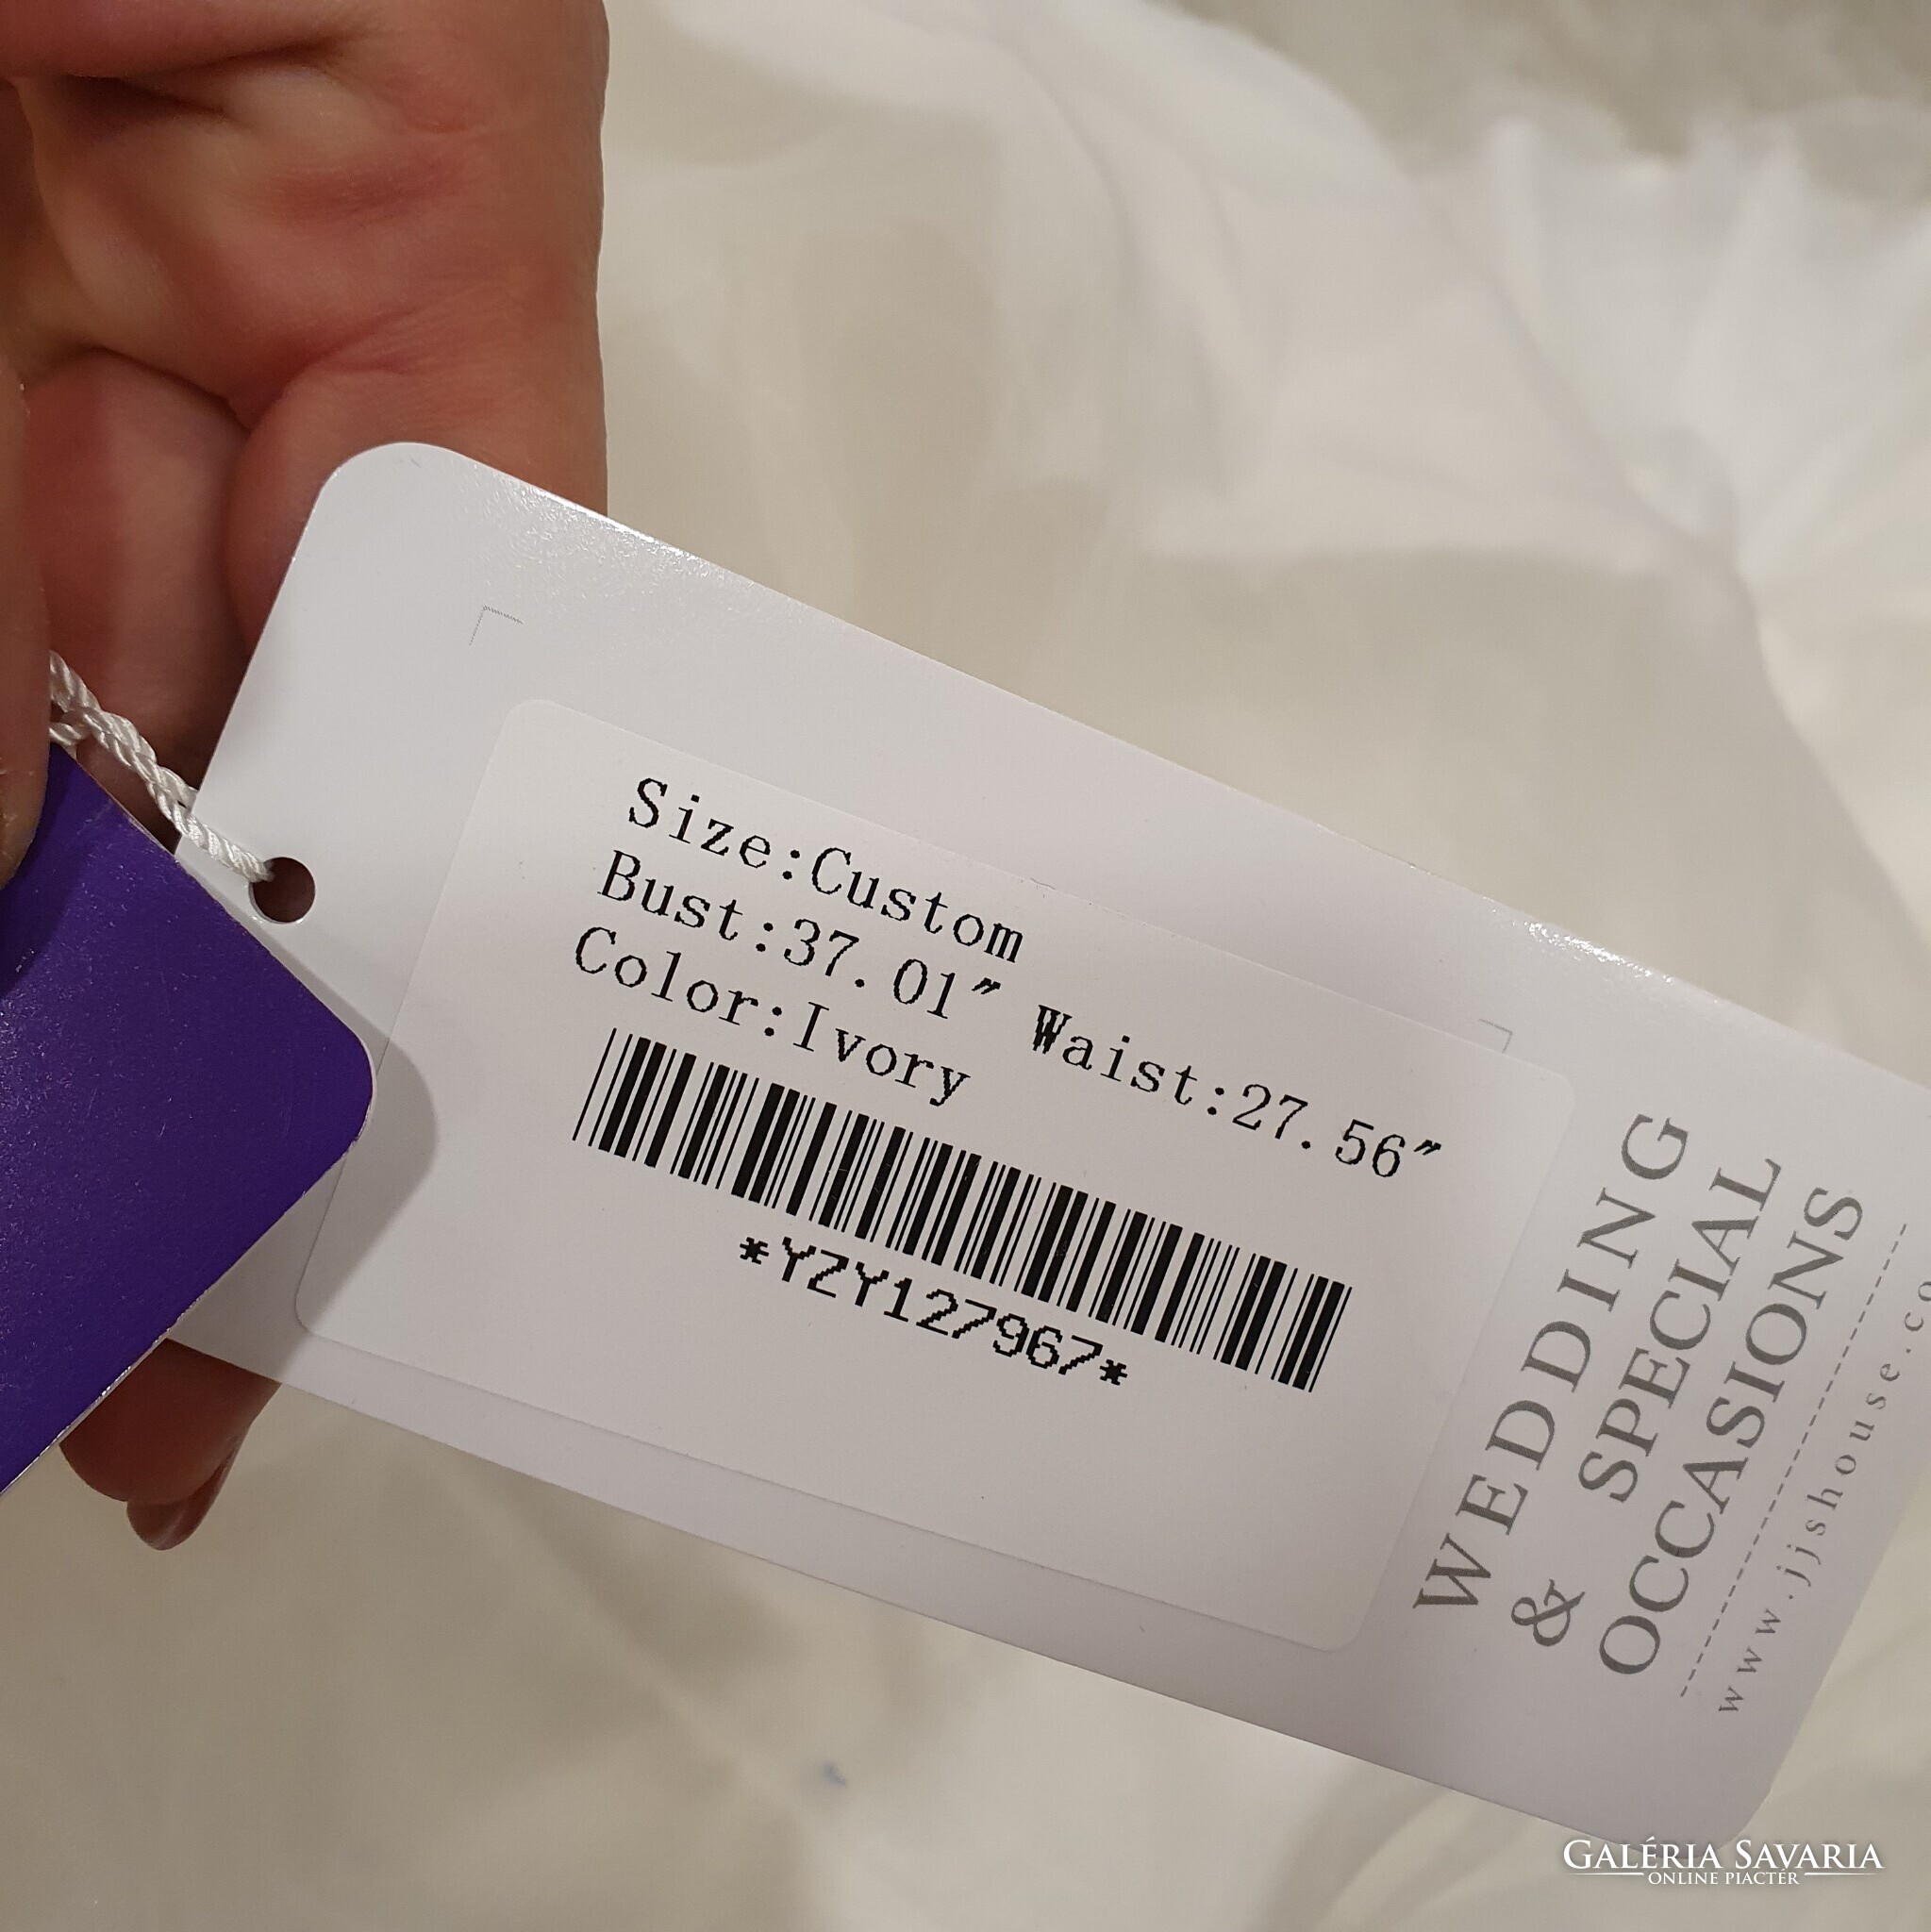 Size:Custom
Bust:37.01" Waist:27.56"
Color:Ivory
*YZY127967*
WEDDING
& SPECIAL
OCCASIONS
www.jjshouse.co
GALÉRIA SAVARIA
ONLINE PIACTÉR